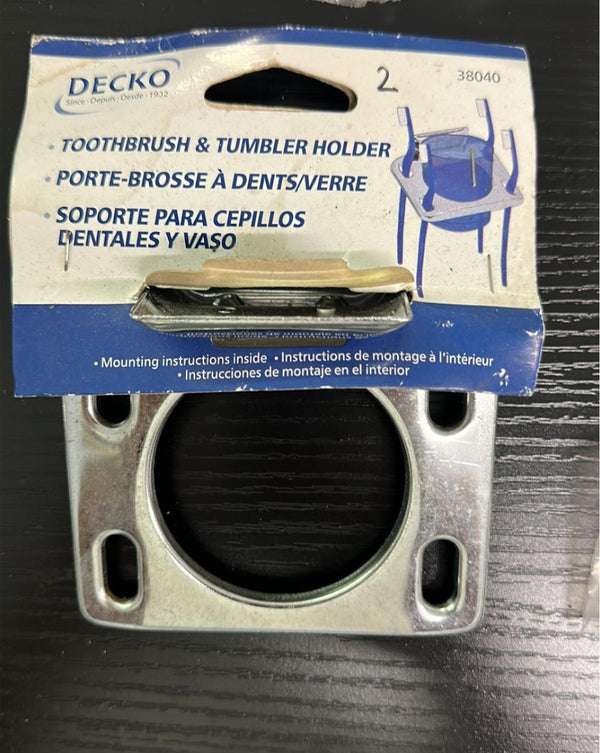 DECKO
Since - Depuis - Desde - 1932
2
38040
• TOOTHBRUSH & TUMBLER HOLDER
• PORTE-BROSSE À DENTS/VERRE
• SOPORTE PARA CEPILLOS
DENTALES Y VASO
• Mounting instructions inside • Instructions de montage à l'intérieur
• Instrucciones de montaje en el interior